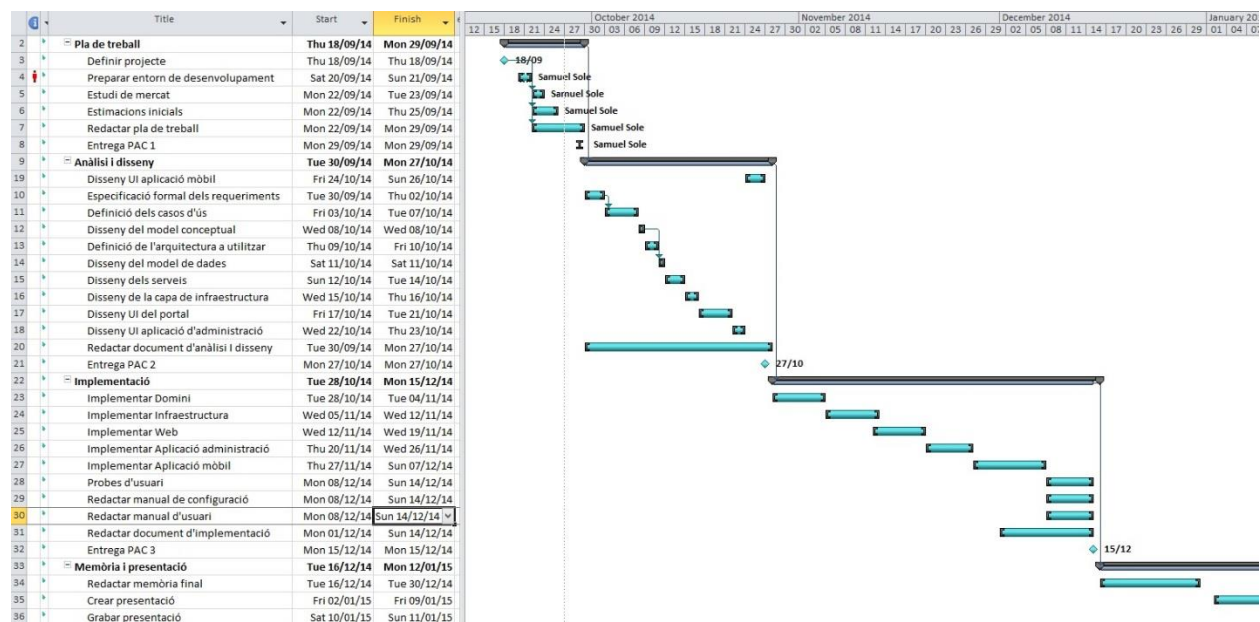 Title Start Finish October 2014 November 2014 December 2014 January 20
12 15 18 21 24 27 30 03 06 09 12 15 18 21 24 27 30 02 05 08 11 14 17 20 23 26 29 02 05 08 11 14 17 20 23 26 29 01 04 07
2 Pla de treball Thu 18/09/14 Mon 29/09/14
3 Definir projecte Thu 18/09/14 Thu 18/09/14 18/09
4 Preparar entorn de desenvolupament Sat 20/09/14 Sun 21/09/14 Samuel Sole
5 Estudi de mercat Mon 22/09/14 Tue 23/09/14 Samuel Sole
6 Estimacions inicials Mon 22/09/14 Thu 25/09/14 Samuel Sole
7 Redactar pla de treball Mon 22/09/14 Mon 29/09/14 Samuel Sole
8 Entrega PAC 1 Mon 29/09/14 Mon 29/09/14 Samuel Sole
9 Anàlisi i disseny Tue 30/09/14 Mon 27/10/14
19 Disseny UI aplicació mòbil Fri 24/10/14 Sun 26/10/14
10 Especificació formal dels requeriments Tue 30/09/14 Thu 02/10/14
11 Definició dels casos d'ús Fri 03/10/14 Tue 07/10/14
12 Disseny del model conceptual Wed 08/10/14 Wed 08/10/14
13 Definició de l'arquitectura a utilitzar Thu 09/10/14 Fri 10/10/14
14 Disseny del model de dades Sat 11/10/14 Sat 11/10/14
15 Disseny dels serveis Sun 12/10/14 Tue 14/10/14
16 Disseny de la capa de infraestructura Wed 15/10/14 Thu 16/10/14
17 Disseny UI del portal Fri 17/10/14 Tue 21/10/14
18 Disseny UI aplicació d'administració Wed 22/10/14 Thu 23/10/14
20 Redactar document d'anàlisi I disseny Tue 30/09/14 Mon 27/10/14
21 Entrega PAC 2 Mon 27/10/14 Mon 27/10/14 27/10
22 Implementació Tue 28/10/14 Mon 15/12/14
23 Implementar Domini Tue 28/10/14 Tue 04/11/14
24 Implementar Infraestructura Wed 05/11/14 Wed 12/11/14
25 Implementar Web Wed 12/11/14 Wed 19/11/14
26 Implementar Aplicació administració Thu 20/11/14 Wed 26/11/14
27 Implementar Aplicació mòbil Thu 27/11/14 Sun 07/12/14
28 Probes d'usuari Mon 08/12/14 Sun 14/12/14
29 Redactar manual de configuració Mon 08/12/14 Sun 14/12/14
30 Redactar manual d'usuari Mon 08/12/14 Sun 14/12/14
31 Redactar document d'implementació Mon 01/12/14 Sun 14/12/14
32 Entrega PAC 3 Mon 15/12/14 Mon 15/12/14 15/12
33 Memòria i presentació Tue 16/12/14 Mon 12/01/15
34 Redactar memòria final Tue 16/12/14 Tue 30/12/14
35 Crear presentació Fri 02/01/15 Fri 09/01/15
36 Grabar presentació Sat 10/01/15 Sun 11/01/15